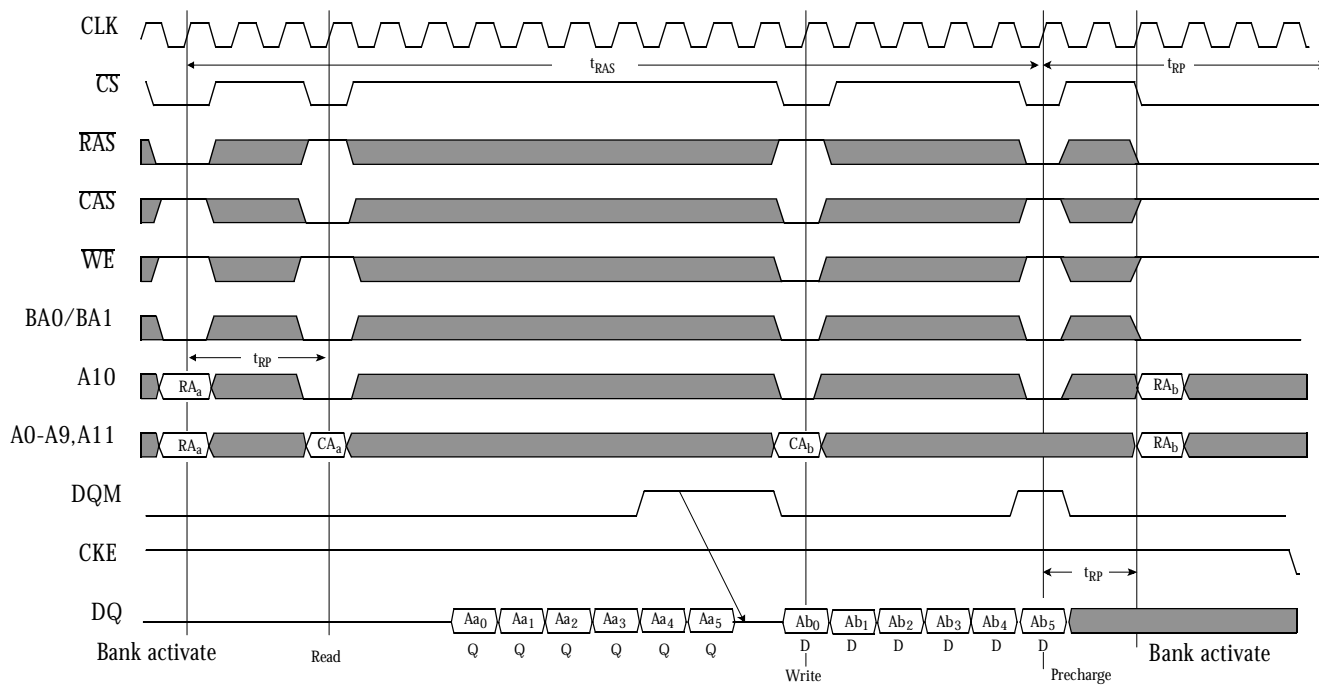 CLK
tRAS
tRP
CS
RAS
CAS
WE
BA0/BA1
tRP
A10 RAa RAb
A0-A9,A11 RAa CAa CAb RAb
DQM
CKE
tRP
DQ Aa0 Aa1 Aa2 Aa3 Aa4 Aa5 Ab0 Ab1 Ab2 Ab3 Ab4 Ab5
Q Q Q Q Q Q D D D D D D
Bank activate Read Write Precharge Bank activate